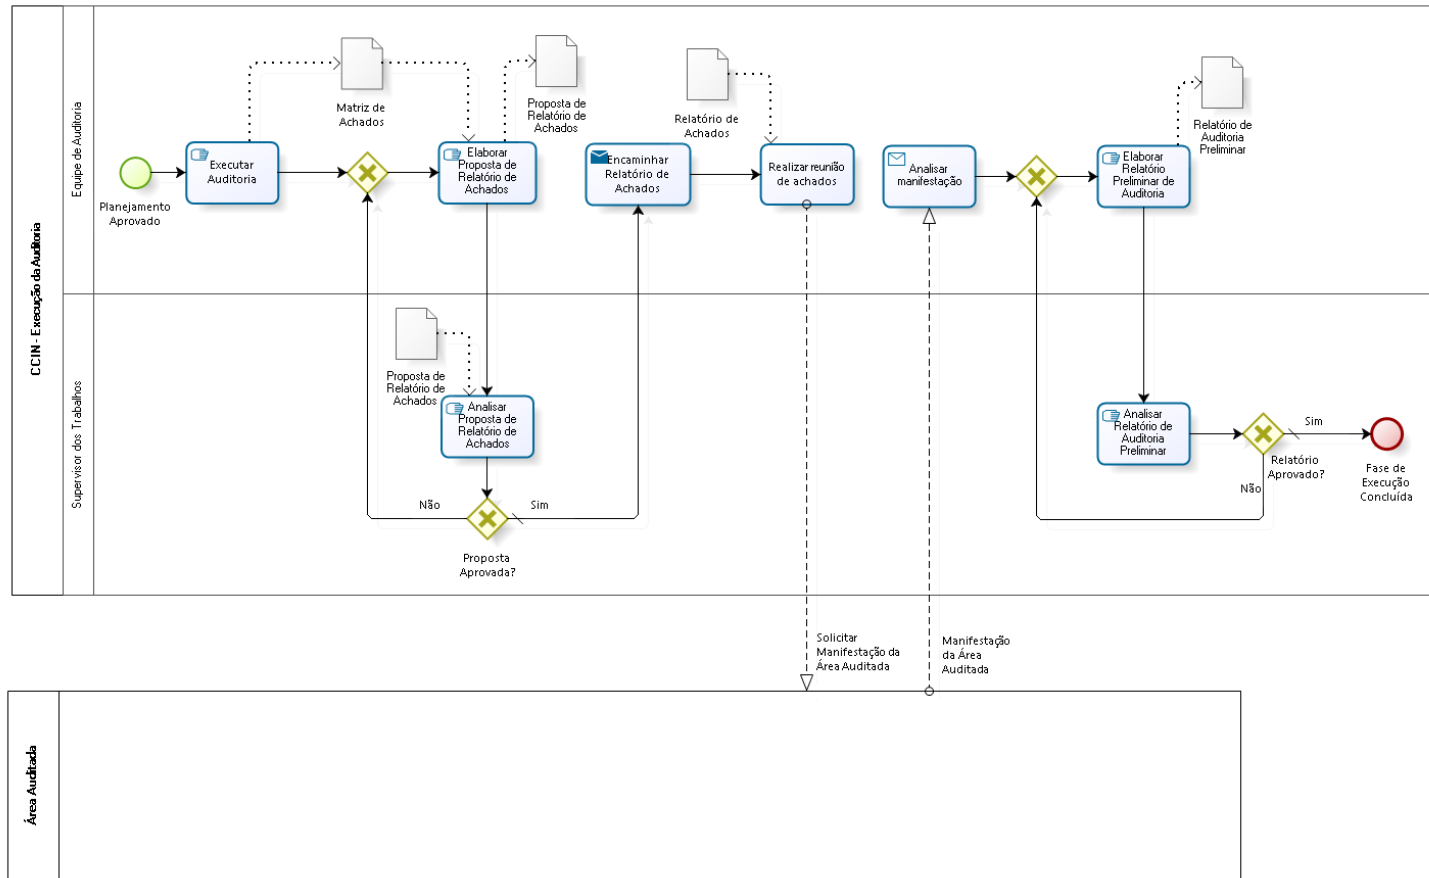 CCIN - Execução da Auditoria
Equipe de Auditoria
Planejamento
Aprovado
Executar
Auditoria
Matriz de
Achados
Elaborar
Proposta de
Relatório de
Achados
Proposta de
Relatório de
Achados
Encaminhar
Relatório de
Achados
Relatório de
Achados
Realizar reunião
de achados
Analisar
manifestação
Elaborar
Relatório
Preliminar de
Auditoria
Relatório de
Auditoria
Preliminar
Supervisor dos Trabalhos
Proposta de
Relatório de
Achados
Analisar
Proposta de
Relatório de
Achados
Não
Sim
Proposta
Aprovada?
Analisar
Relatório de
Auditoria
Preliminar
Sim
Relatório
Aprovado?
Não
Fase de
Execução
Concluída
Solicitar
Manifestação da
Área Auditada
Manifestação
da Área
Auditada
Área Auditada